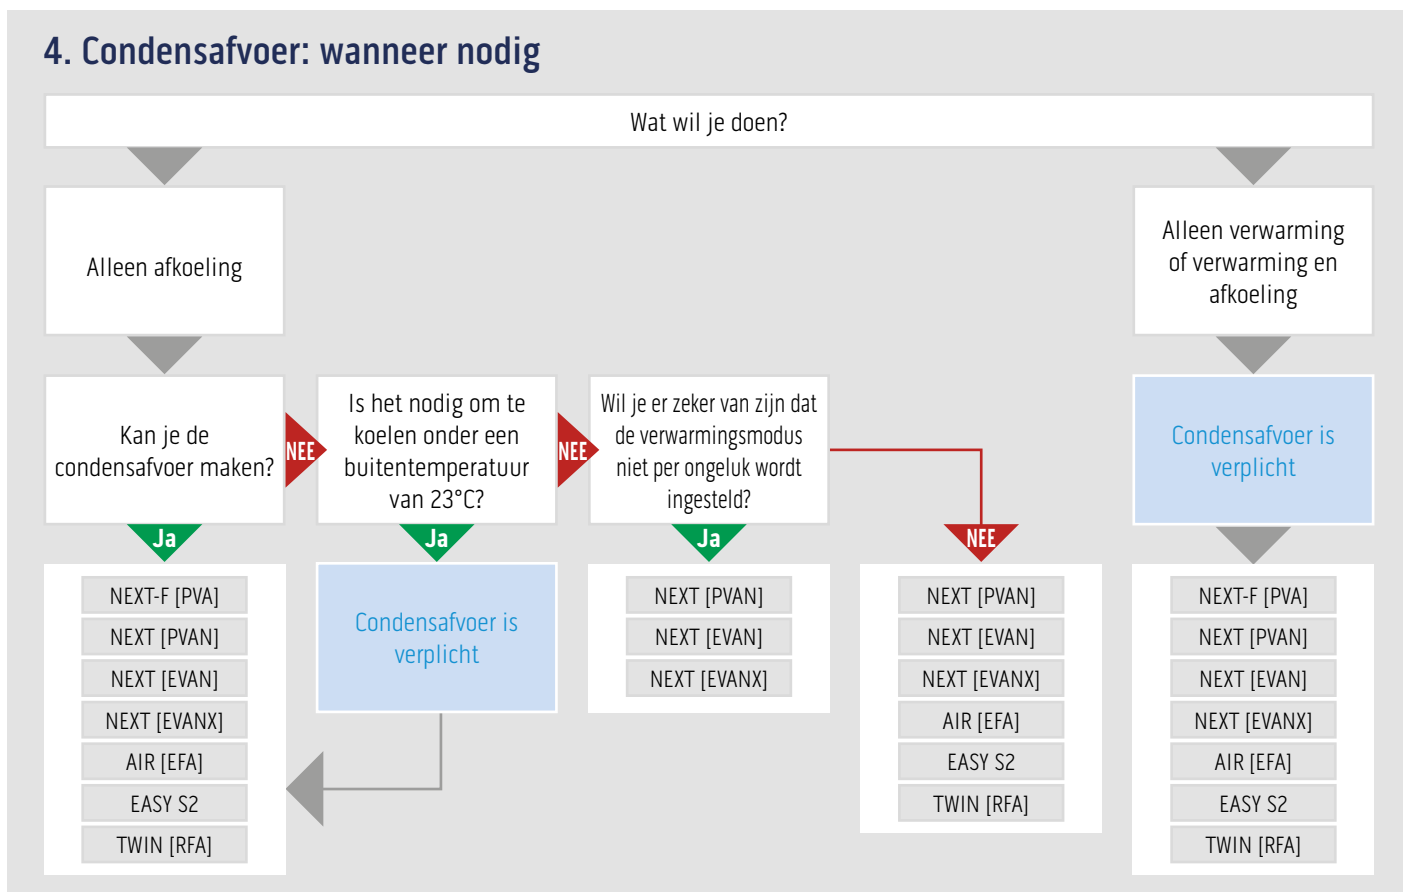 4. Condensafvoer: wanneer nodig
Wat wil je doen?
Alleen afkoeling
Alleen verwarming
of verwarming en
afkoeling
Kan je de
condensafvoer maken?
NEE
Is het nodig om te
koelen onder een
buitentemperatuur
van 23°C?
NEE
Wil je er zeker van zijn dat
de verwarmingsmodus
niet per ongeluk wordt
ingesteld?
Condensafvoer is
verplicht
Ja
Ja
Ja
NEE
NEXT-F [PVA]
NEXT [PVAN]
NEXT [EVAN]
NEXT [EVANX]
AIR [EFA]
EASY S2
TWIN [RFA]
Condensafvoer is
verplicht
NEXT [PVAN]
NEXT [EVAN]
NEXT [EVANX]
NEXT [PVAN]
NEXT [EVAN]
NEXT [EVANX]
AIR [EFA]
EASY S2
TWIN [RFA]
NEXT-F [PVA]
NEXT [PVAN]
NEXT [EVAN]
NEXT [EVANX]
AIR [EFA]
EASY S2
TWIN [RFA]